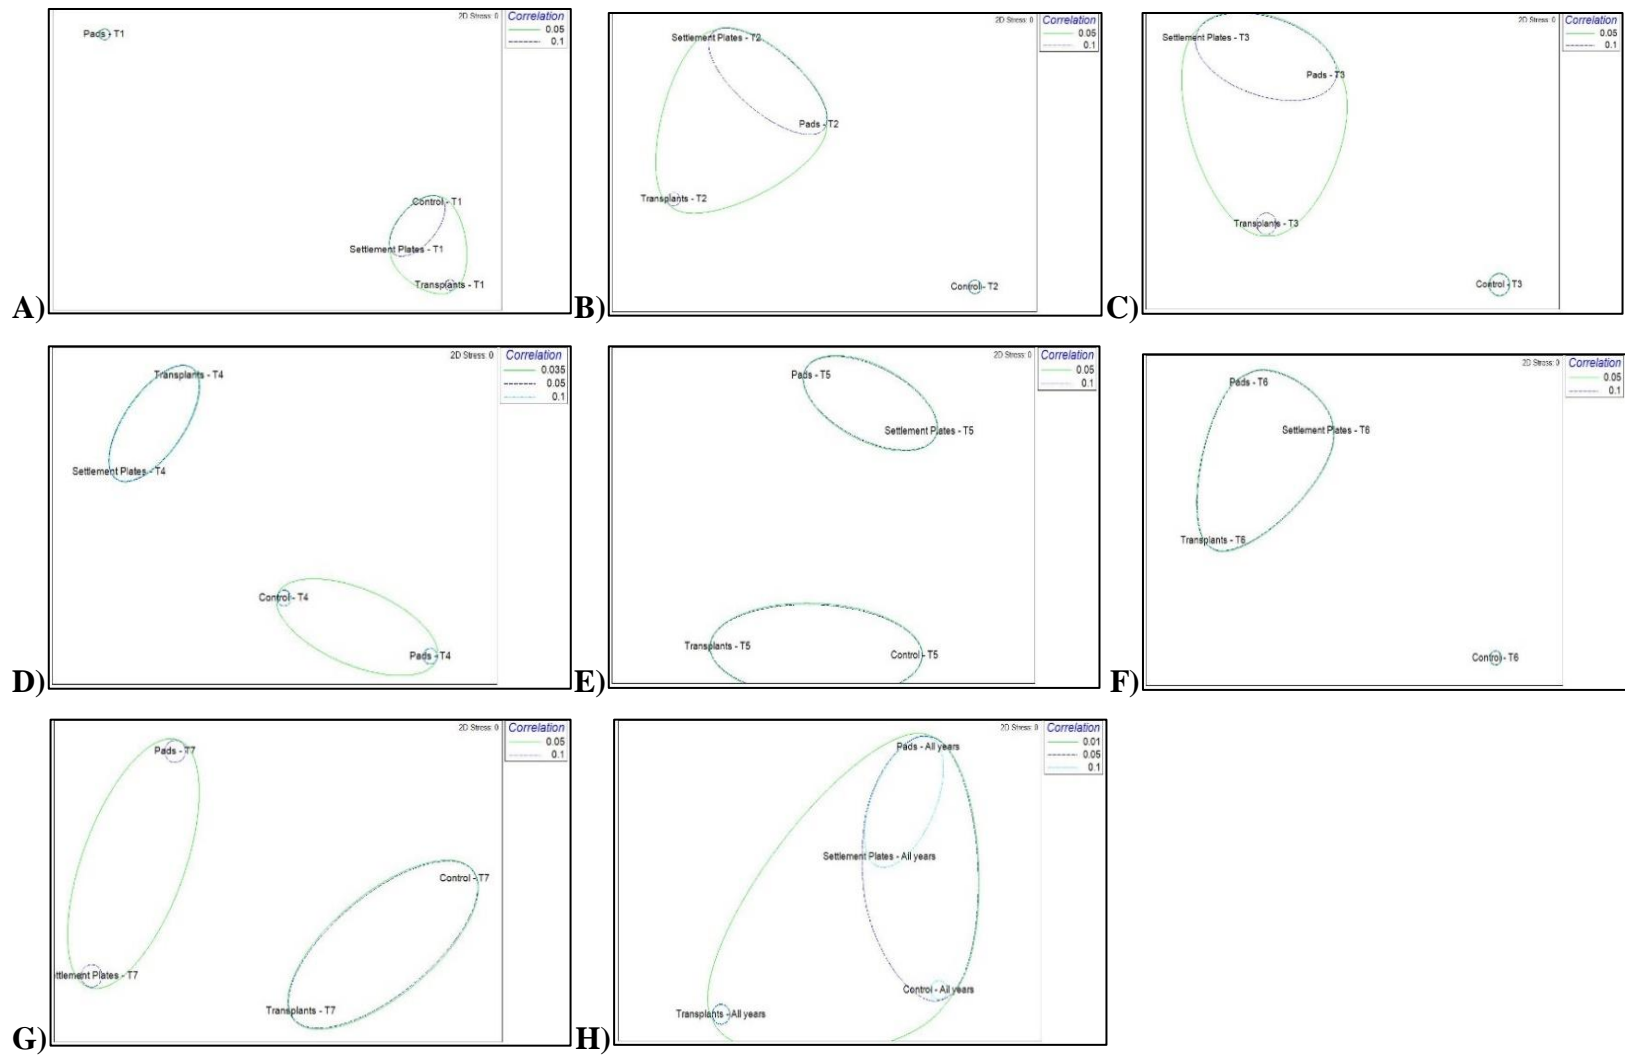 2D Stress: 0
Correlation
0.05
0.1
Pads - T1
Control - T1
Settlement Plates - T1
Transplants - T1
A)
2D Stress: 0
Correlation
0.05
0.1
Settlement Plates - T2
Pads - T2
Transplants - T2
Control - T2
B)
2D Stress: 0
Correlation
0.05
0.1
Settlement Plates - T3
Pads - T3
Transplants - T3
Control - T3
C)
2D Stress: 0
Correlation
0.035
0.05
0.1
Transplants - T4
Settlement Plates - T4
Control - T4
Pads - T4
D)
2D Stress: 0
Correlation
0.05
0.1
Pads - T5
Settlement Plates - T5
Transplants - T5
Control - T5
E)
2D Stress: 0
Correlation
0.05
0.1
Pads - T6
Settlement Plates - T6
Transplants - T6
Control - T6
F)
2D Stress: 0
Correlation
0.05
0.1
Pads - T7
Control - T7
ttlement Plates - T7
Transplants - T7
G)
2D Stress: 0
Correlation
0.01
0.05
0.1
Pads - All years
Settlement Plates - All years
Control - All years
Transplants - All years
H)